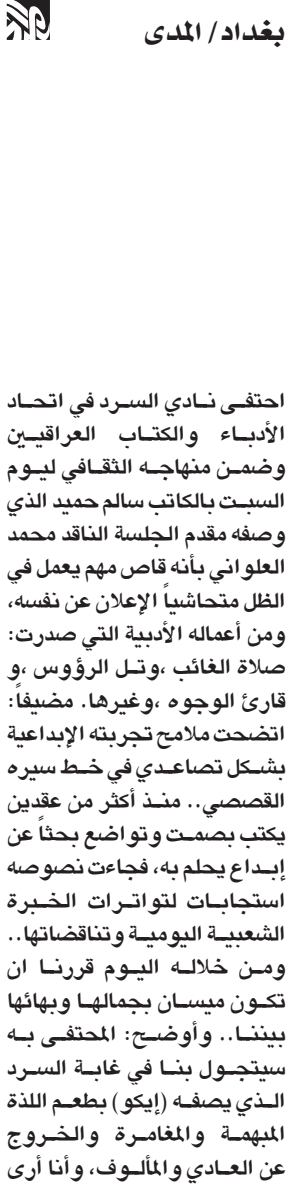 بغداد/ المدى
احتفى نادي السرد في اتحاد
الأدباء والكتاب العراقيين
وضمن منهاجه الثقافي ليوم
السبت بالكاتب سالم حميد الذي
وصفه مقدم الجلسة الناقد محمد
العلواني بأنه قاص مهم يعمل في
الظل متحاشياً الإعلان عن نفسه،
ومن أعماله الأدبية التي صدرت:
صلاة الغائب ،وتل الرؤوس ،و
قارئ الوجوه ،وغيرها. مضيفاً:
اتضحت ملامح تجربته الإبداعية
بشكل تصاعدي في خط سيره
القصصي.. منذ أكثر من عقدين
يكتب بصمت وتواضع بحثاً عن
إبداع يحلم به، فجاءت نصوصه
استجابات لتواترات الخبرة
الشعبية اليومية وتناقضاتها..
ومن خلاله اليوم قررنا ان
تكون ميسان بجمالها وبهائها
بيننا.. وأوضح: المحتفى به
سيتجول بنا في غابة السرد
الذي يصفه (إيكو) بطعم اللذة
المبهمة والمغامرة والخروج
عن العادي والمألوف، وأنا أرى